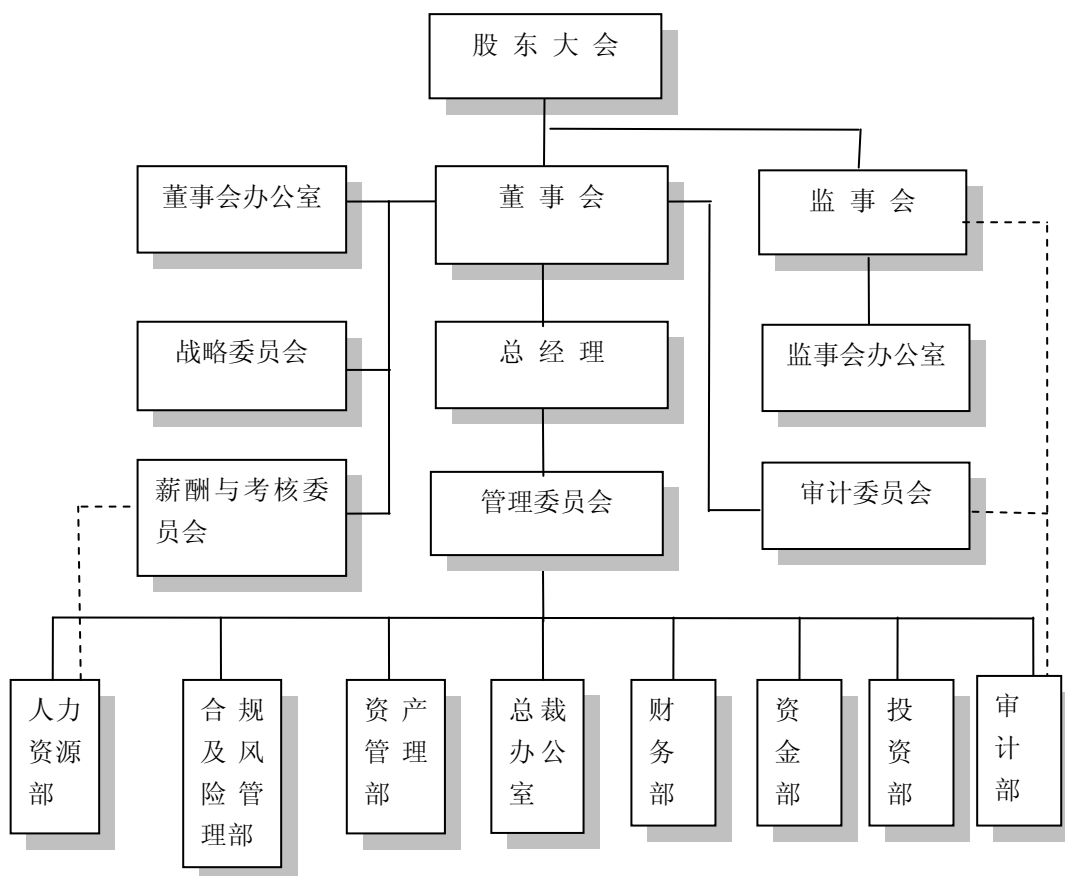 股东大会
董事会办公室
董事会
监事会
战略委员会
总经理
监事会办公室
薪酬与考核委
员会
管理委员会
审计委员会
人力
资源
部
合规
及风
险管
理部
资产
管理
部
总裁
办公
室
财
务
部
资
金
部
投
资
部
审
计
部